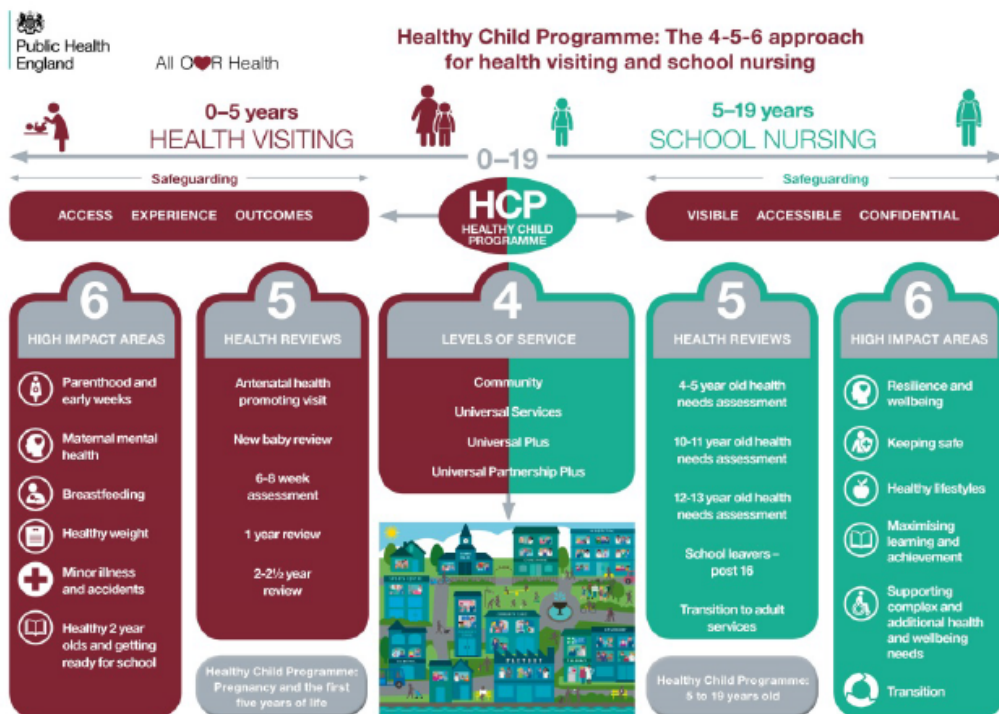 Public Health
England
All O R Health
Healthy Child Programme: The 4-5-6 approach
for health visiting and school nursing
0–5 years
HEALTH VISITING
5–19 years
SCHOOL NURSING
0–19
Safeguarding
Safeguarding
ACCESS EXPERIENCE OUTCOMES
HCP
HEALTHY CHILD
PROGRAMME
VISIBLE ACCESSIBLE CONFIDENTIAL
6
HIGH IMPACT AREAS
Parenthood and
early weeks
Maternal mental
health
Breastfeeding
Healthy weight
Minor illness
and accidents
Healthy 2 year
olds and getting
ready for school
5
HEALTH REVIEWS
Antenatal health
promoting visit
New baby review
6-8 week
assessment
1 year review
2-2½ year
review
Healthy Child Programme:
Pregnancy and the first
five years of life
4
LEVELS OF SERVICE
Community
Universal Services
Universal Plus
Universal Partnership Plus
5
HEALTH REVIEWS
4-5 year old health
needs assessment
10-11 year old health
needs assessment
12-13 year old health
needs assessment
School leavers –
post 16
Transition to adult
services
Healthy Child Programme:
5 to 19 years old
6
HIGH IMPACT AREAS
Resilience and
wellbeing
Keeping safe
Healthy lifestyles
Maximising
learning and
achievement
Supporting
complex and
additional health
and wellbeing
needs
Transition